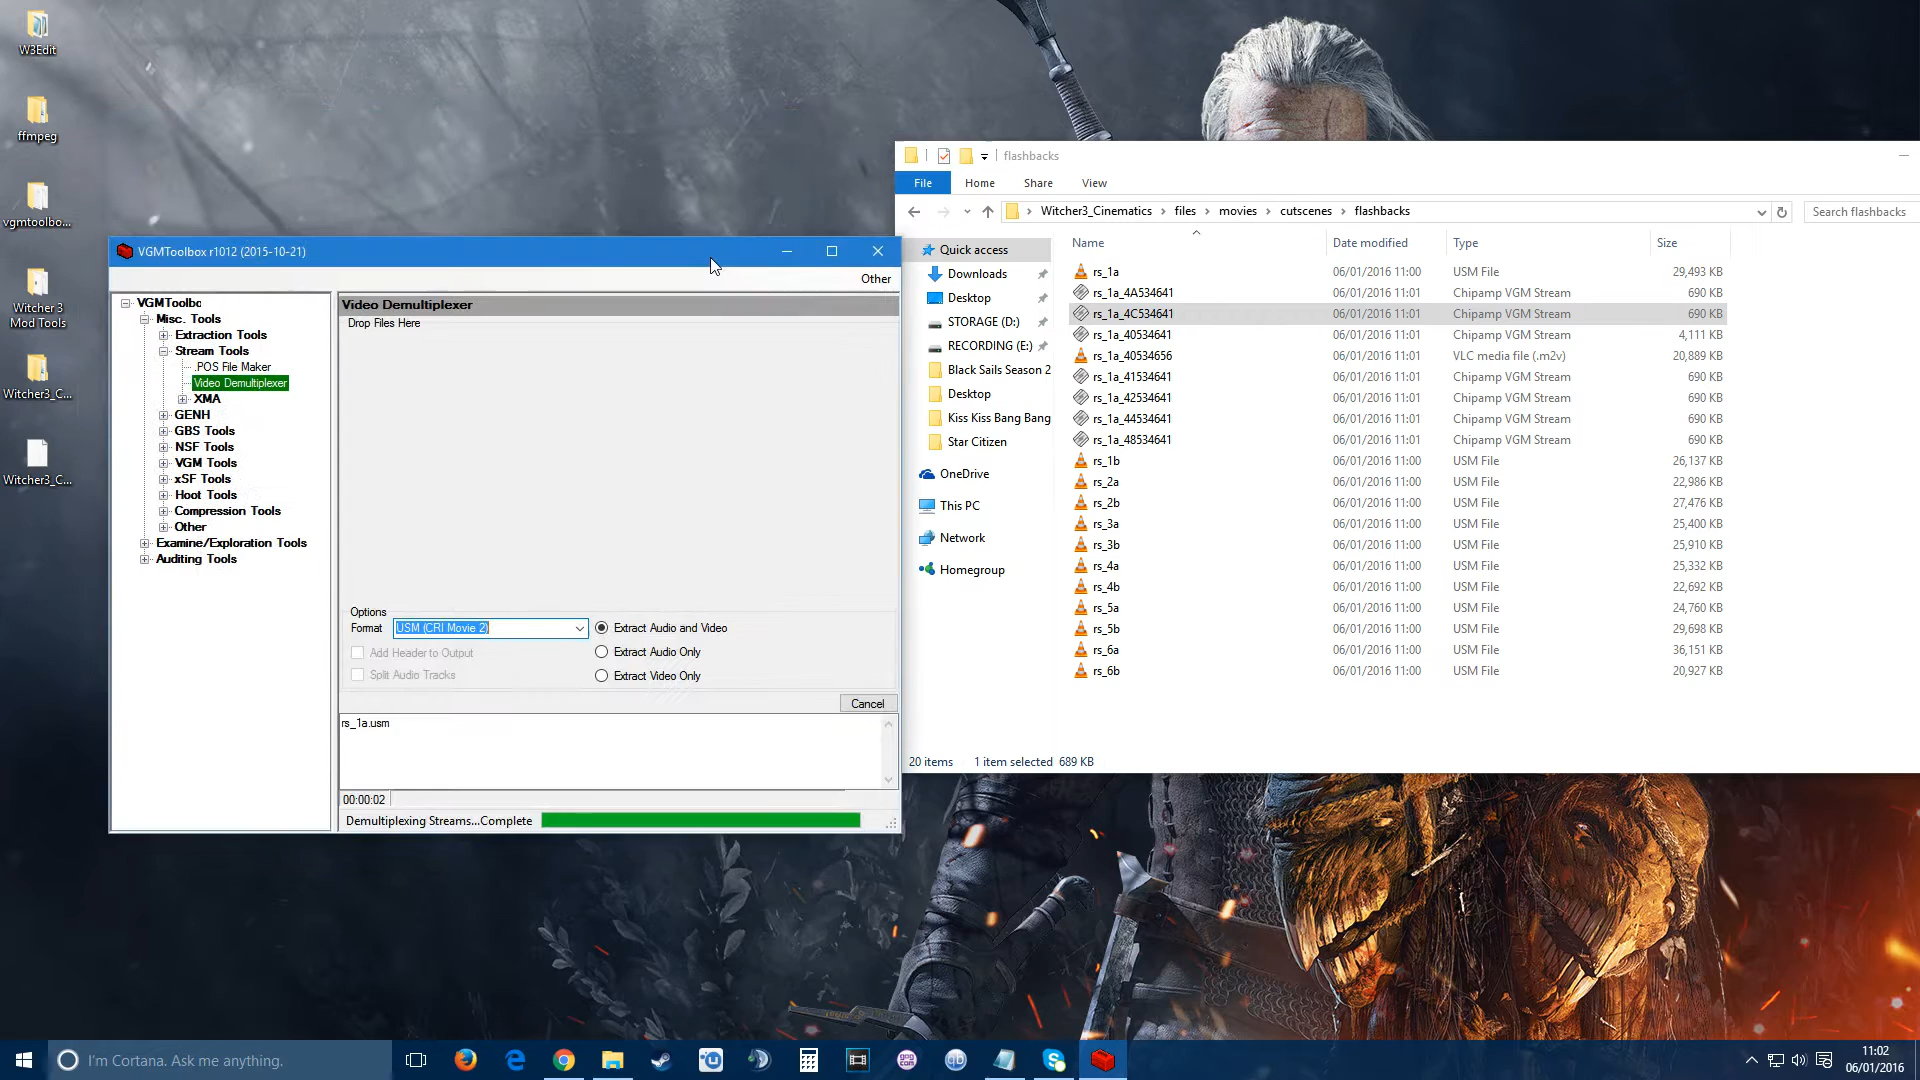 W3Edit
ffmpeg
vgmtoolbo...
Witcher 3
Mod Tools
Witcher3_C...
Witcher3_C...
VGMToolbox r1012 (2015-10-21)
Other
VGMToolbo
Misc. Tools
Extraction Tools
Stream Tools
.POS File Maker
Video Demultiplexer
XMA
GENH
GBS Tools
NSF Tools
VGM Tools
xSF Tools
Hoot Tools
Compression Tools
Other
Examine/Exploration Tools
Auditing Tools
Video Demultiplexer
Drop Files Here
Options
Format USM (CRI Movie 2)
Extract Audio and Video
Add Header to Output
Extract Audio Only
Split Audio Tracks
Extract Video Only
Cancel
rs_1a.usm
00:00:02
Demultiplexing Streams...Complete
flashbacks
File Home Share View
Witcher3_Cinematics files movies cutscenes flashbacks
Search flashbacks
Quick access
Downloads
Desktop
STORAGE (D:)
RECORDING (E:)
Black Sails Season 2
Desktop
Kiss Kiss Bang Bang
Star Citizen
OneDrive
This PC
Network
Homegroup
Name Date modified Type Size
rs_1a 06/01/2016 11:00 USM File 29,493 KB
rs_1a_4A534641 06/01/2016 11:01 Chipamp VGM Stream 690 KB
rs_1a_4C534641 06/01/2016 11:01 Chipamp VGM Stream 690 KB
rs_1a_40534641 06/01/2016 11:01 Chipamp VGM Stream 4,111 KB
rs_1a_40534656 06/01/2016 11:01 VLC media file (.m2v) 20,889 KB
rs_1a_41534641 06/01/2016 11:01 Chipamp VGM Stream 690 KB
rs_1a_42534641 06/01/2016 11:01 Chipamp VGM Stream 690 KB
rs_1a_44534641 06/01/2016 11:01 Chipamp VGM Stream 690 KB
rs_1a_48534641 06/01/2016 11:01 Chipamp VGM Stream 690 KB
rs_1b 06/01/2016 11:00 USM File 26,137 KB
rs_2a 06/01/2016 11:00 USM File 22,986 KB
rs_2b 06/01/2016 11:00 USM File 27,476 KB
rs_3a 06/01/2016 11:00 USM File 25,400 KB
rs_3b 06/01/2016 11:00 USM File 25,910 KB
rs_4a 06/01/2016 11:00 USM File 25,332 KB
rs_4b 06/01/2016 11:00 USM File 22,692 KB
rs_5a 06/01/2016 11:00 USM File 24,760 KB
rs_5b 06/01/2016 11:00 USM File 29,698 KB
rs_6a 06/01/2016 11:00 USM File 36,151 KB
rs_6b 06/01/2016 11:00 USM File 20,927 KB
20 items 1 item selected 689 KB
I'm Cortana. Ask me anything.
11:02
06/01/2016